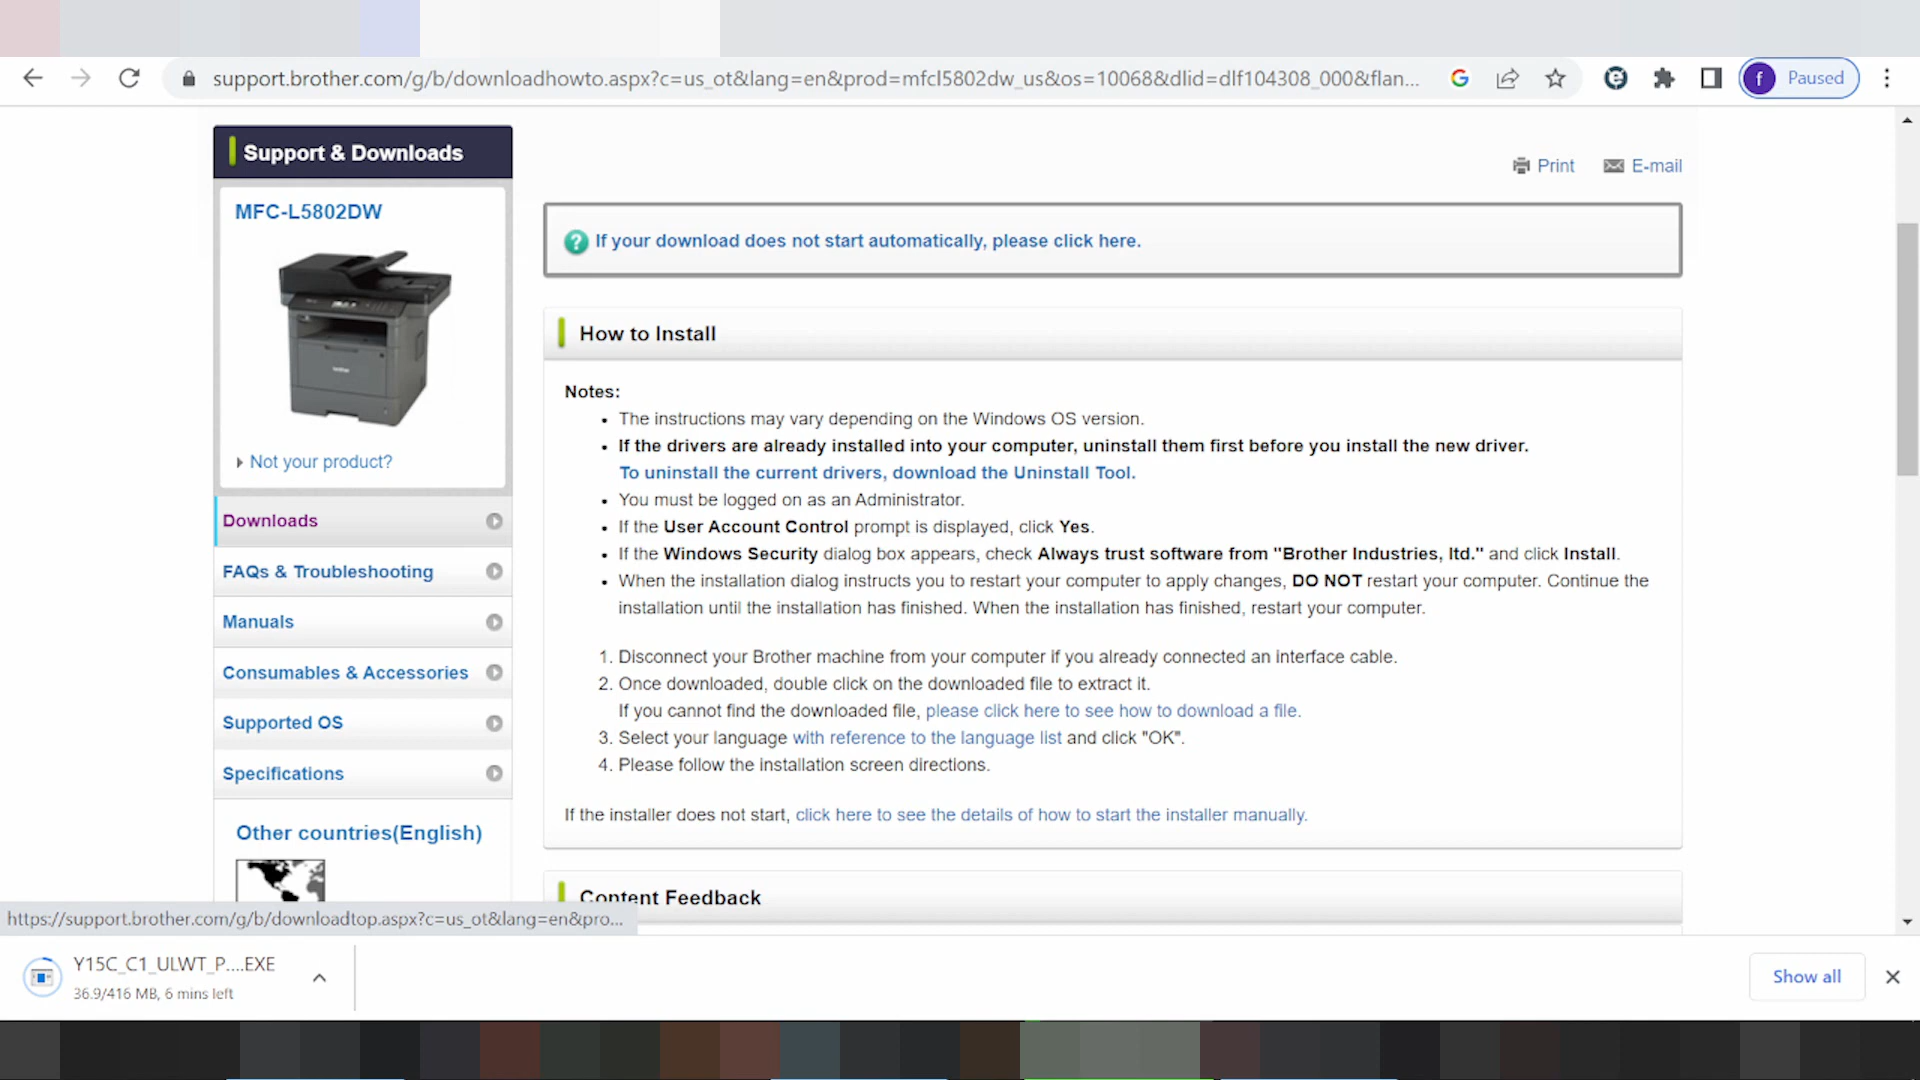 support.brother.com/g/b/downloadhowto.aspx?c=us_ot&lang=en&prod=mfcl5802dw_us&os=10068&dlid=dlf104308_000&flan...
f Paused
Support & Downloads
Print E-mail
MFC-L5802DW
If your download does not start automatically, please click here.
How to Install
Notes:
• The instructions may vary depending on the Windows OS version.
• If the drivers are already installed into your computer, uninstall them first before you install the new driver.
To uninstall the current drivers, download the Uninstall Tool.
• You must be logged on as an Administrator.
• If the User Account Control prompt is displayed, click Yes.
• If the Windows Security dialog box appears, check Always trust software from "Brother Industries, ltd." and click Install.
• When the installation dialog instructs you to restart your computer to apply changes, DO NOT restart your computer. Continue the
installation until the installation has finished. When the installation has finished, restart your computer.
1. Disconnect your Brother machine from your computer if you already connected an interface cable.
2. Once downloaded, double click on the downloaded file to extract it.
If you cannot find the downloaded file, please click here to see how to download a file.
3. Select your language with reference to the language list and click "OK".
4. Please follow the installation screen directions.
If the installer does not start, click here to see the details of how to start the installer manually.
Content Feedback
brother
Not your product?
Downloads
FAQs & Troubleshooting
Manuals
Consumables & Accessories
Supported OS
Specifications
Other countries(English)
https://support.brother.com/g/b/downloadtop.aspx?c=us_ot&lang=en&pro...
Y15C_C1_ULWT_P....EXE
36.9/416 MB, 6 mins left
Show all